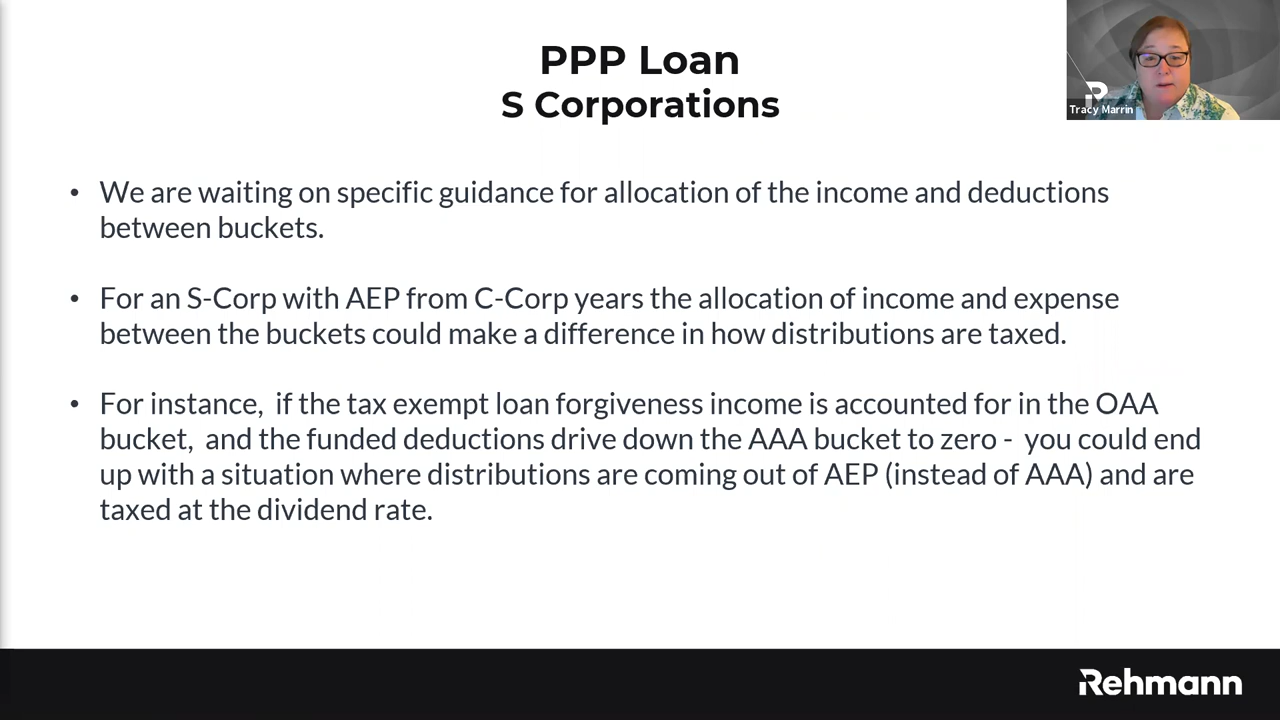 PPP Loan
S Corporations
Tracy Marrin
• We are waiting on specific guidance for allocation of the income and deductions
between buckets.
• For an S-Corp with AEP from C-Corp years the allocation of income and expense
between the buckets could make a difference in how distributions are taxed.
• For instance,  if the tax exempt loan forgiveness income is accounted for in the OAA
bucket,  and the funded deductions drive down the AAA bucket to zero -  you could end
up with a situation where distributions are coming out of AEP (instead of AAA) and are
taxed at the dividend rate.
Rehmann